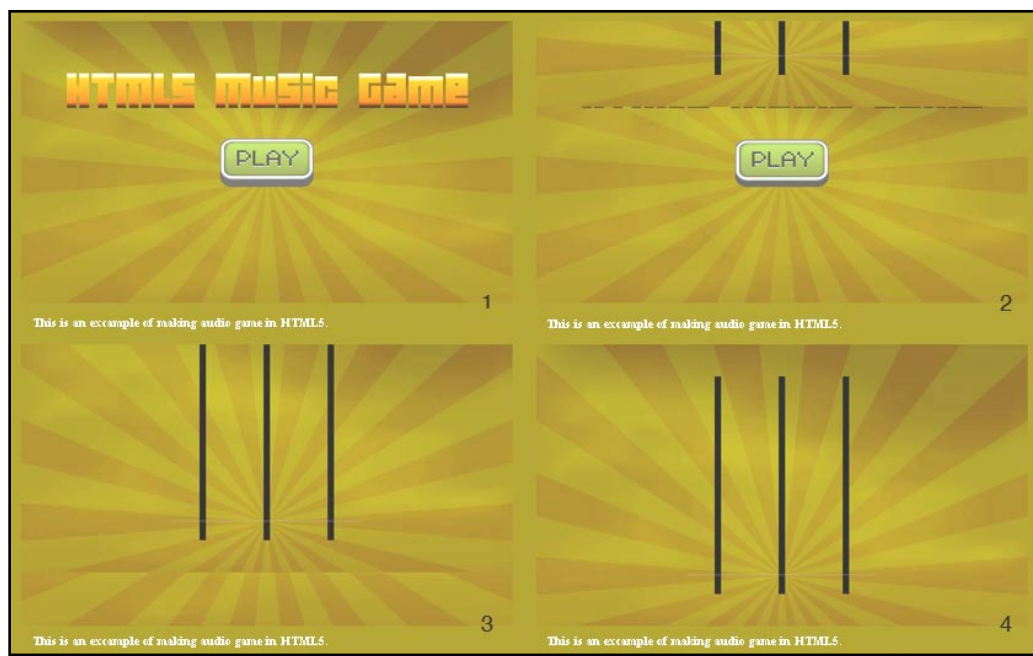 HTML5 Music Game
PLAY
1
This is an example of making audio game in HTML5.
PLAY
2
This is an example of making audio game in HTML5.
3
This is an example of making audio game in HTML5.
4
This is an example of making audio game in HTML5.